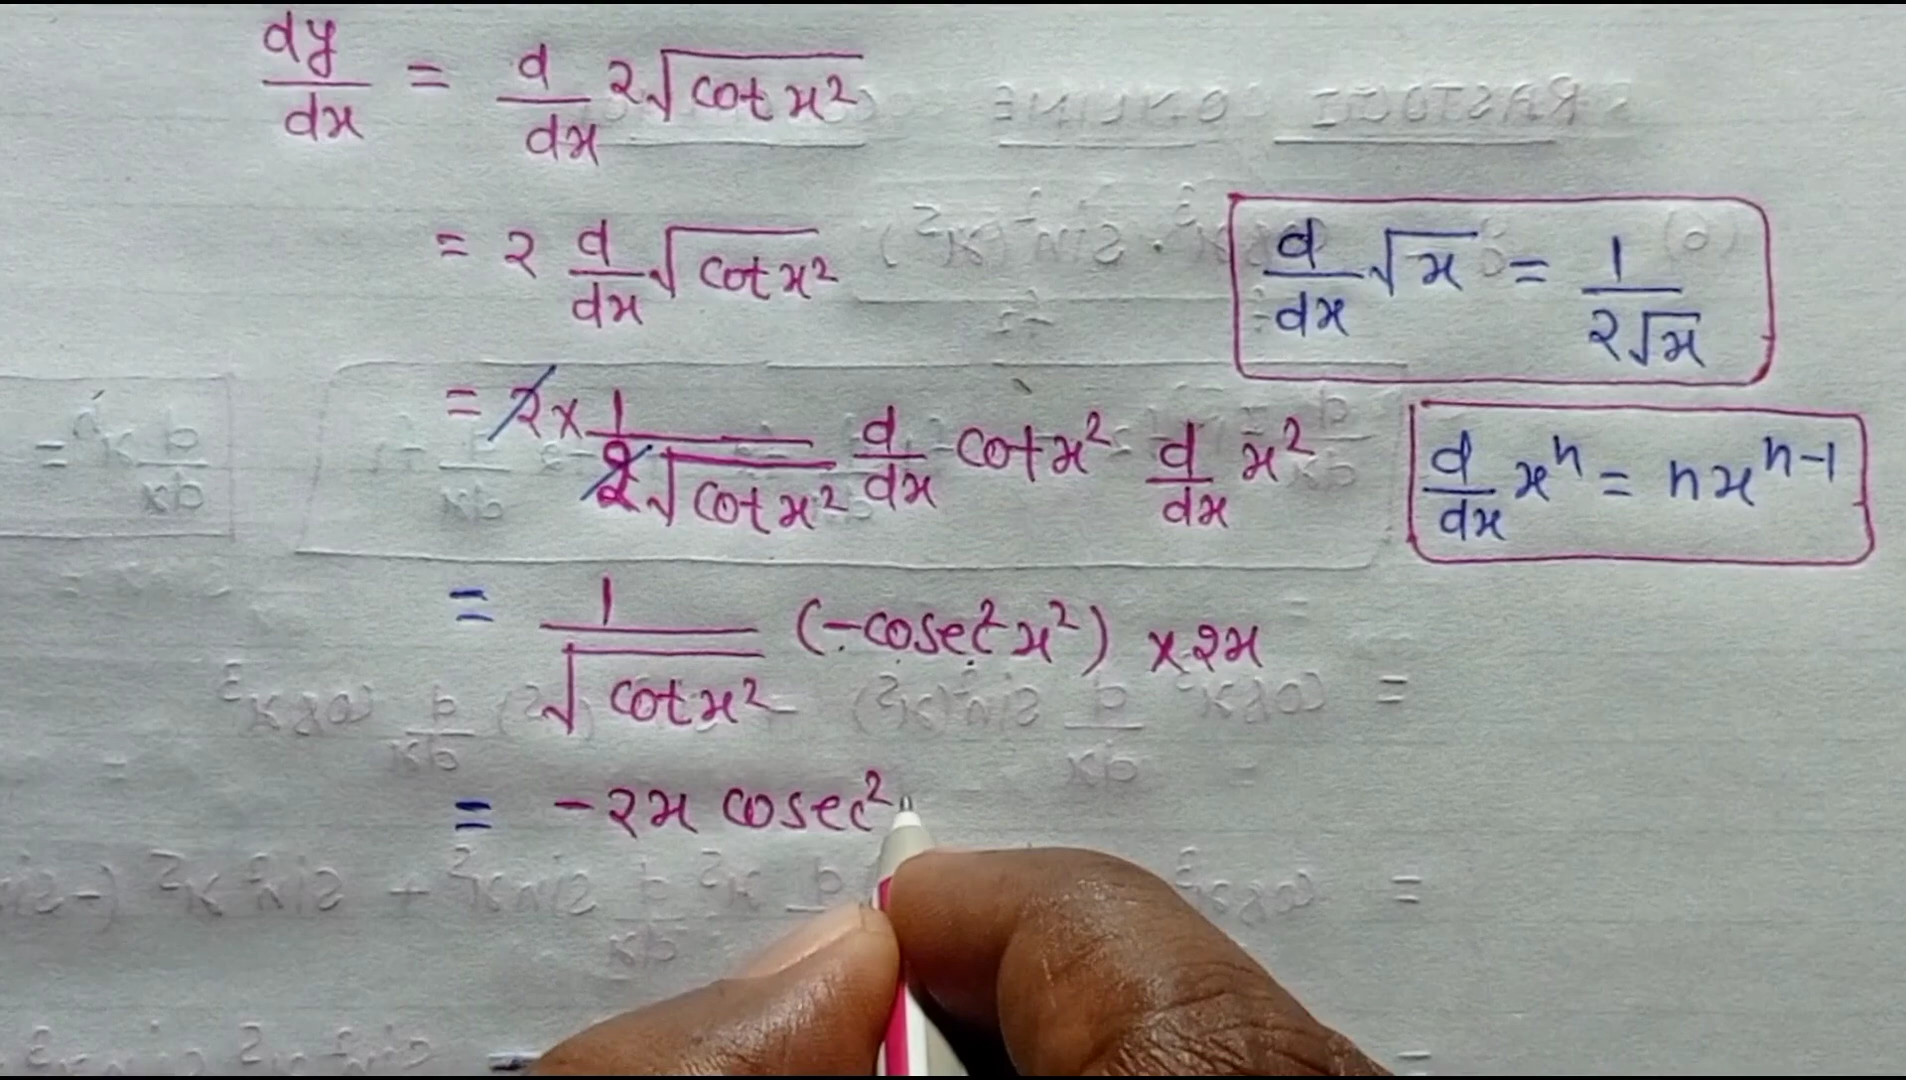 dy/dx = d/dx 2√cot x²
= 2 d/dx √cot x²
d/dx √x = 1/2√x
= 2 × 1/2√cot x² d/dx cot x² d/dx x²
d/dx xⁿ = nxⁿ⁻¹
= 1/√cot x² (-cosec² x²) × 2x
= -2x cosec²